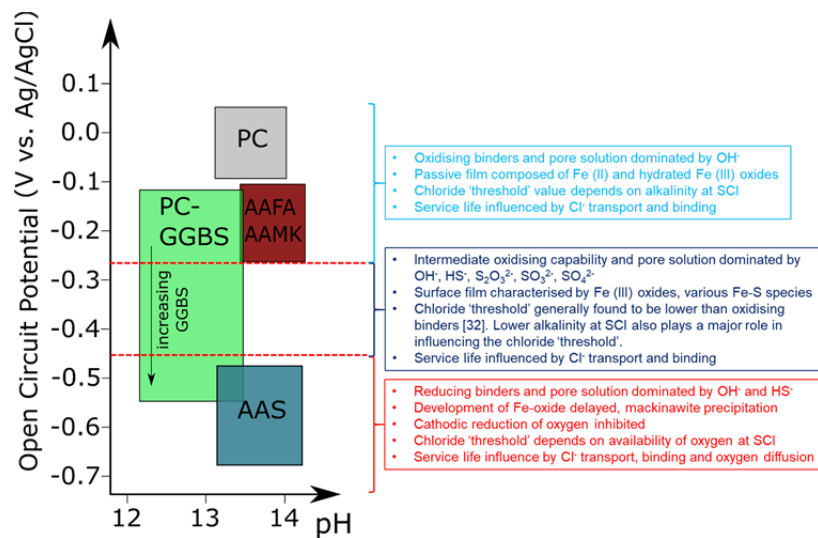 Open Circuit Potential (V vs. Ag/AgCl)
0.1
0.0
-0.1
-0.2
-0.3
-0.4
-0.5
-0.6
-0.7
12
13
14
pH
PC
PC-
GGBS
increasing
GGBS
AAFA
AAMK
AAS
• Oxidising binders and pore solution dominated by OH⁻
• Passive film composed of Fe (II) and hydrated Fe (III) oxides
• Chloride ‘threshold’ value depends on alkalinity at SCI
• Service life influenced by Cl⁻ transport and binding
• Intermediate oxidising capability and pore solution dominated by
OH⁻, HS⁻, S₂O₃²⁻, SO₃²⁻, SO₄²⁻
• Surface film characterised by Fe (III) oxides, various Fe-S species
• Chloride ‘threshold’ generally found to be lower than oxidising
binders [32]. Lower alkalinity at SCI also plays a major role in
influencing the chloride ‘threshold’.
• Service life influenced by Cl⁻ transport and binding
• Reducing binders and pore solution dominated by OH⁻ and HS⁻
• Development of Fe-oxide delayed, mackinawite precipitation
• Cathodic reduction of oxygen inhibited
• Chloride ‘threshold’ depends on availability of oxygen at SCI
• Service life influence by Cl⁻ transport, binding and oxygen diffusion